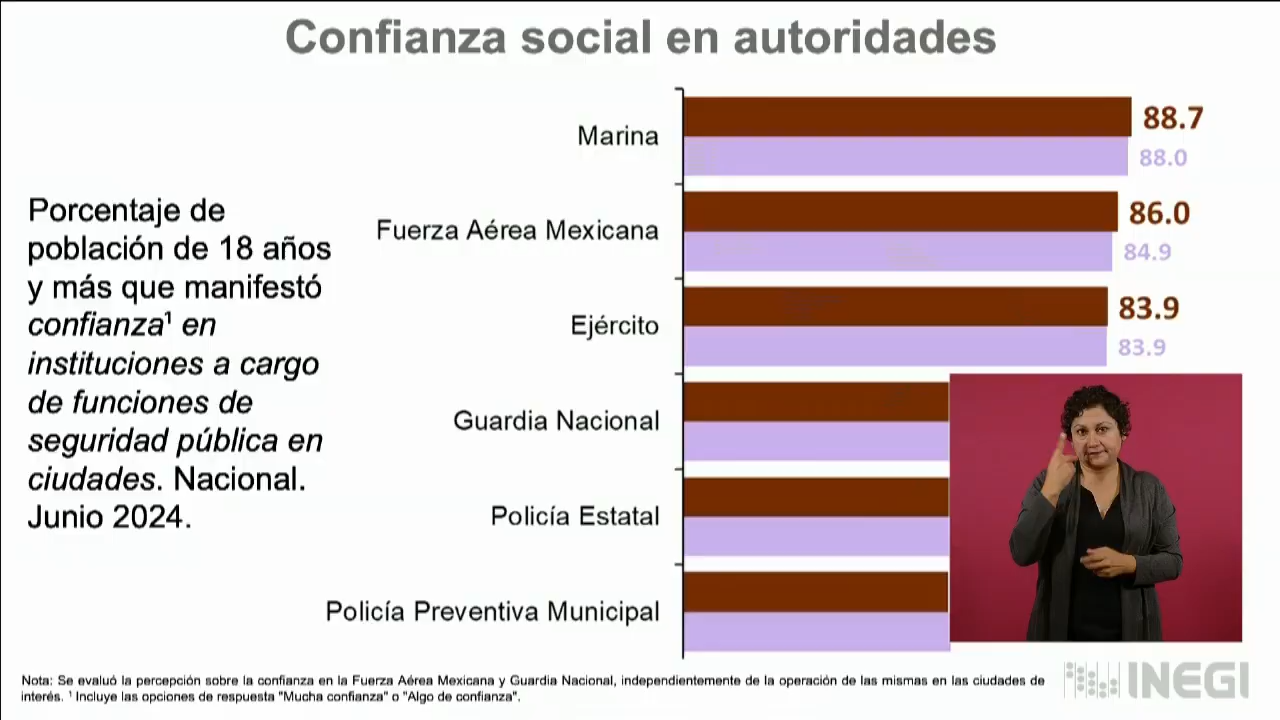 Confianza social en autoridades
Porcentaje de
población de 18 años
y más que manifestó
confianza¹ en
instituciones a cargo
de funciones de
seguridad pública en
ciudades. Nacional.
Junio 2024.
Marina
88.7
88.0
Fuerza Aérea Mexicana
86.0
84.9
Ejército
83.9
83.9
Guardia Nacional
Policía Estatal
Policía Preventiva Municipal
Nota: Se evaluó la percepción sobre la confianza en la Fuerza Aérea Mexicana y Guardia Nacional, independientemente de la operación de las mismas en las ciudades de
interés. ¹ Incluye las opciones de respuesta "Mucha confianza" o "Algo de confianza".
INEGI